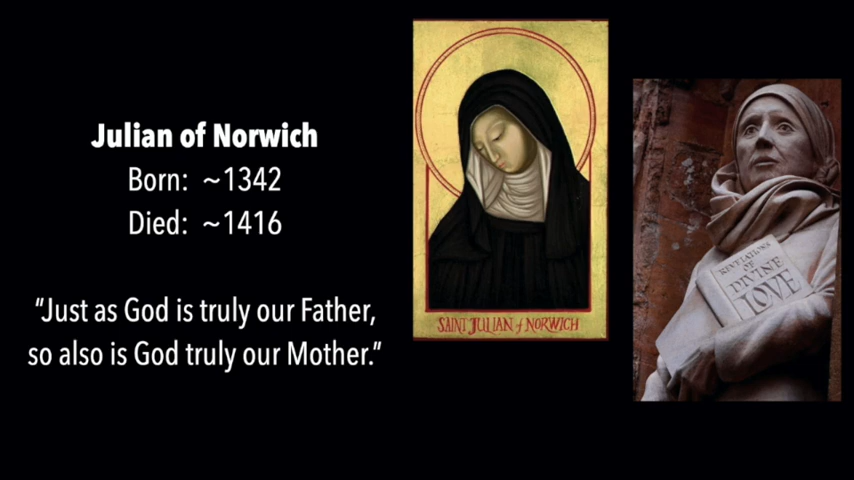 Julian of Norwich
Born: ~1342
Died: ~1416
“Just as God is truly our Father,
so also is God truly our Mother.”
SAINT JULIAN of NORWICH
REVELATIONS
OF
DIVINE
LOVE